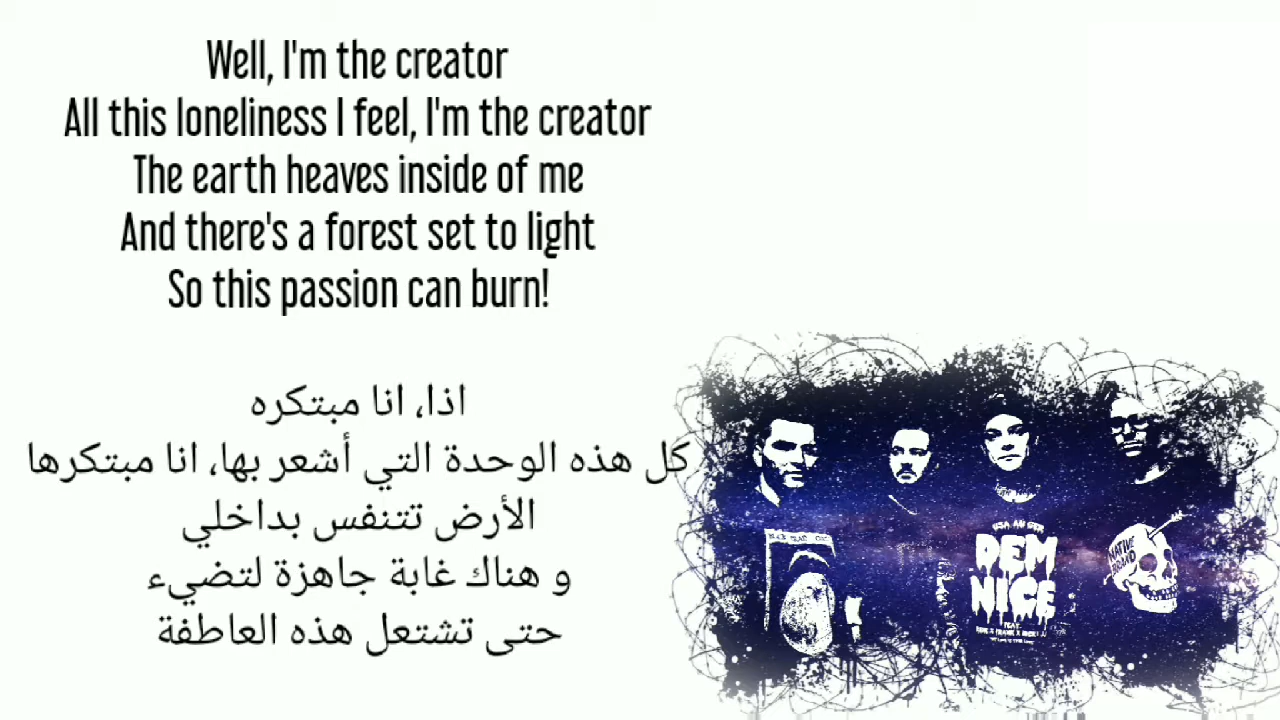 Well, I'm the creator
All this loneliness I feel, I'm the creator
The earth heaves inside of me
And there's a forest set to light
So this passion can burn!
اذا، انا مبتكره
كل هذه الوحدة التي أشعر بها، انا مبتكرها
الأرض تتنفس بداخلي
و هناك غابة جاهزة لتضيء
حتى تشتعل هذه العاطفة
DEM
NICE
FEAT.
NATIVE